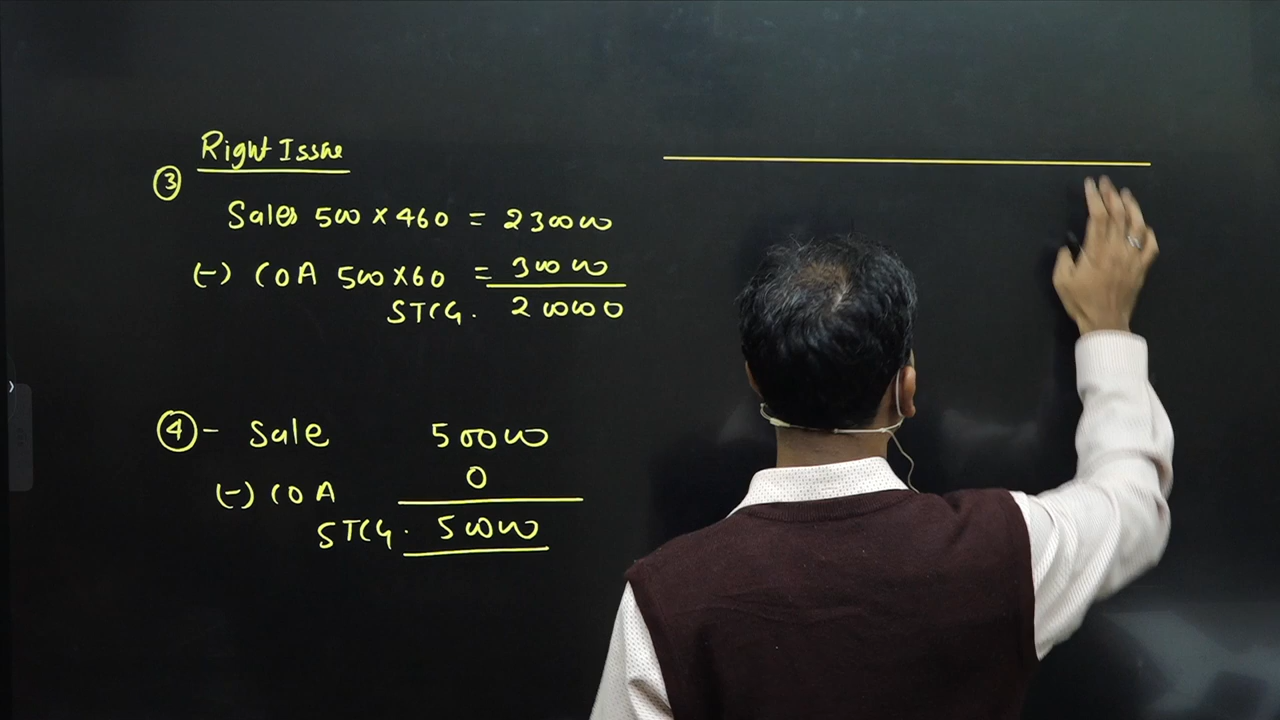 Right Issue
③
Sales 500 × 460 = 230000
(-) COA 500×60 = 30000
STCG. 200000
④ - Sale 50000
(-) COA 0
STCG. 50000